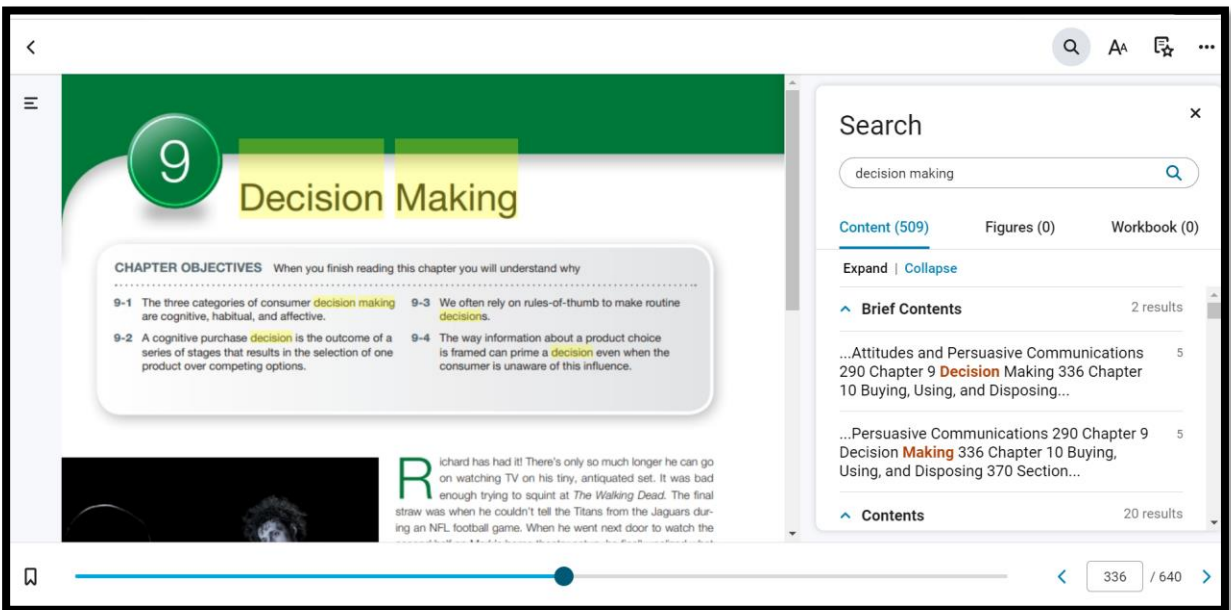 9
Decision Making
CHAPTER OBJECTIVES When you finish reading this chapter you will understand why
9-1 The three categories of consumer decision making
are cognitive, habitual, and affective.
9-2 A cognitive purchase decision is the outcome of a
series of stages that results in the selection of one
product over competing options.
9-3 We often rely on rules-of-thumb to make routine
decisions.
9-4 The way information about a product choice
is framed can prime a decision even when the
consumer is unaware of this influence.
Richard has had it! There's only so much longer he can go
on watching TV on his tiny, antiquated set. It was bad
enough trying to squint at The Walking Dead. The final
straw was when he couldn't tell the Titans from the Jaguars dur-
ing an NFL football game. When he went next door to watch the
AA
Search
decision making
Content (509) Figures (0) Workbook (0)
Expand | Collapse
Brief Contents 2 results
...Attitudes and Persuasive Communications 5
290 Chapter 9 Decision Making 336 Chapter
10 Buying, Using, and Disposing...
...Persuasive Communications 290 Chapter 9 5
Decision Making 336 Chapter 10 Buying,
Using, and Disposing 370 Section...
Contents 20 results
336 / 640